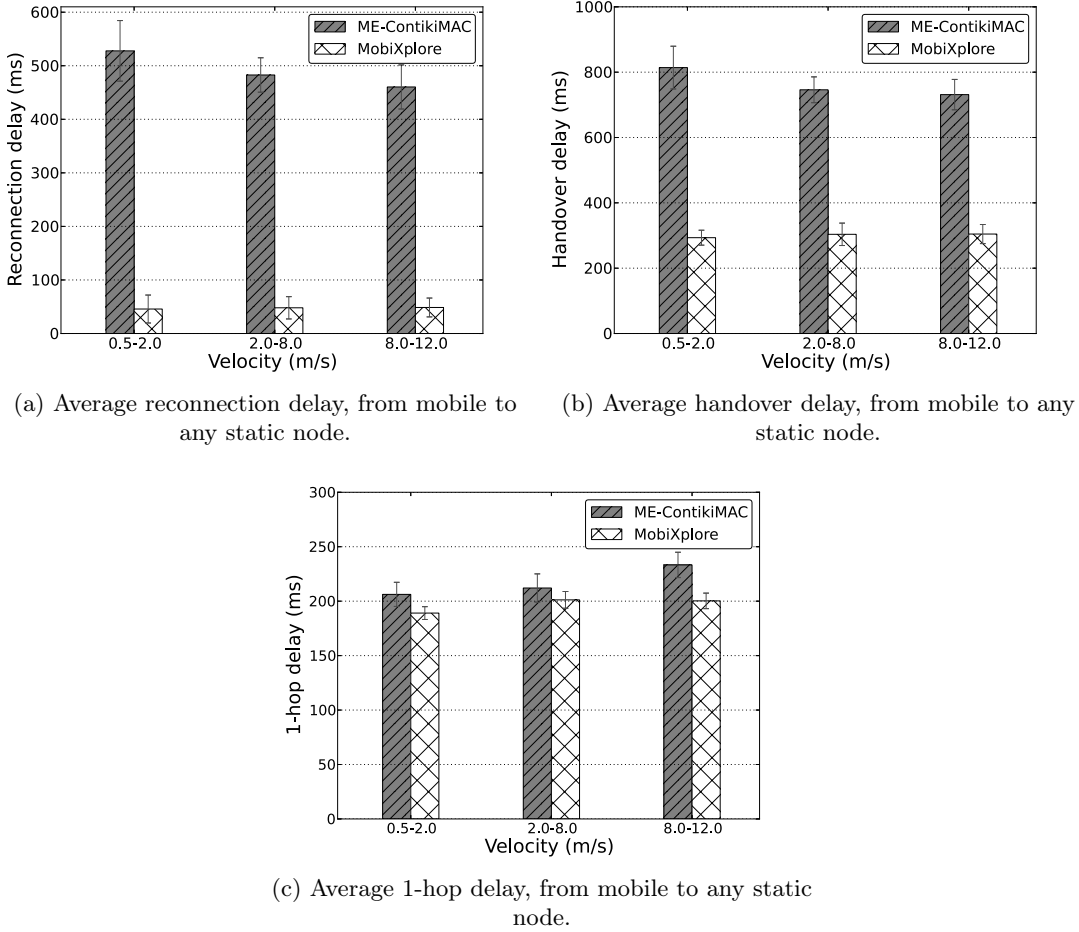 600
500
400
300
200
100
0
Reconnection delay (ms)
ME-ContikiMAC
MobiXplore
0.5-2.0 2.0-8.0 8.0-12.0
Velocity (m/s)
(a) Average reconnection delay, from mobile to
any static node.
1000
800
600
400
200
0
Handover delay (ms)
ME-ContikiMAC
MobiXplore
0.5-2.0 2.0-8.0 8.0-12.0
Velocity (m/s)
(b) Average handover delay, from mobile to any
static node.
300
250
200
150
100
50
0
1-hop delay (ms)
ME-ContikiMAC
MobiXplore
0.5-2.0 2.0-8.0 8.0-12.0
Velocity (m/s)
(c) Average 1-hop delay, from mobile to any static
node.